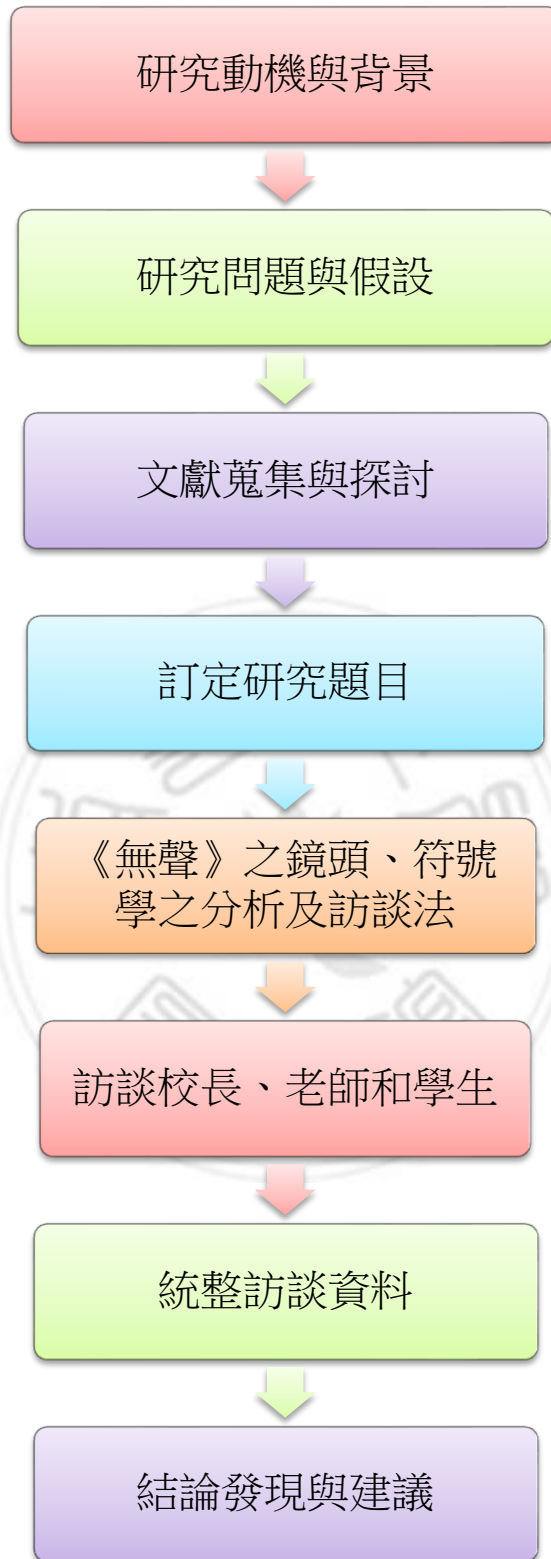 研究動機與背景
研究問題與假設
文獻蒐集與探討
訂定研究題目
《無聲》之鏡頭、符號
學之分析及訪談法
訪談校長、老師和學生
統整訪談資料
結論發現與建議